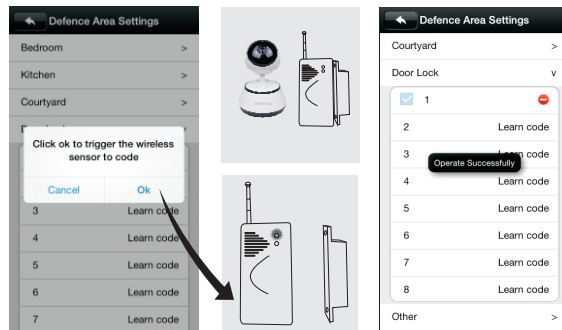 Defence Area Settings
Bedroom >
Kitchen >
Courtyard >
Click ok to trigger the wireless
sensor to code
Cancel Ok
3 Learn code
4 Learn code
5 Learn code
6 Learn code
7 Learn code
Defence Area Settings
Courtyard >
Door Lock v
1
2 Learn code
3 code
Operate Successfully
4 Learn code
5 Learn code
6 Learn code
7 Learn code
8 Learn code
Other >